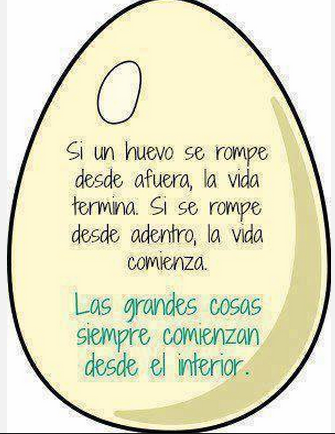 Si un huevo se rompe
desde afuera, la vida
termina. Si se rompe
desde adentro, la vida
comienza.
Las grandes cosas
siempre comienzan
desde el interior.